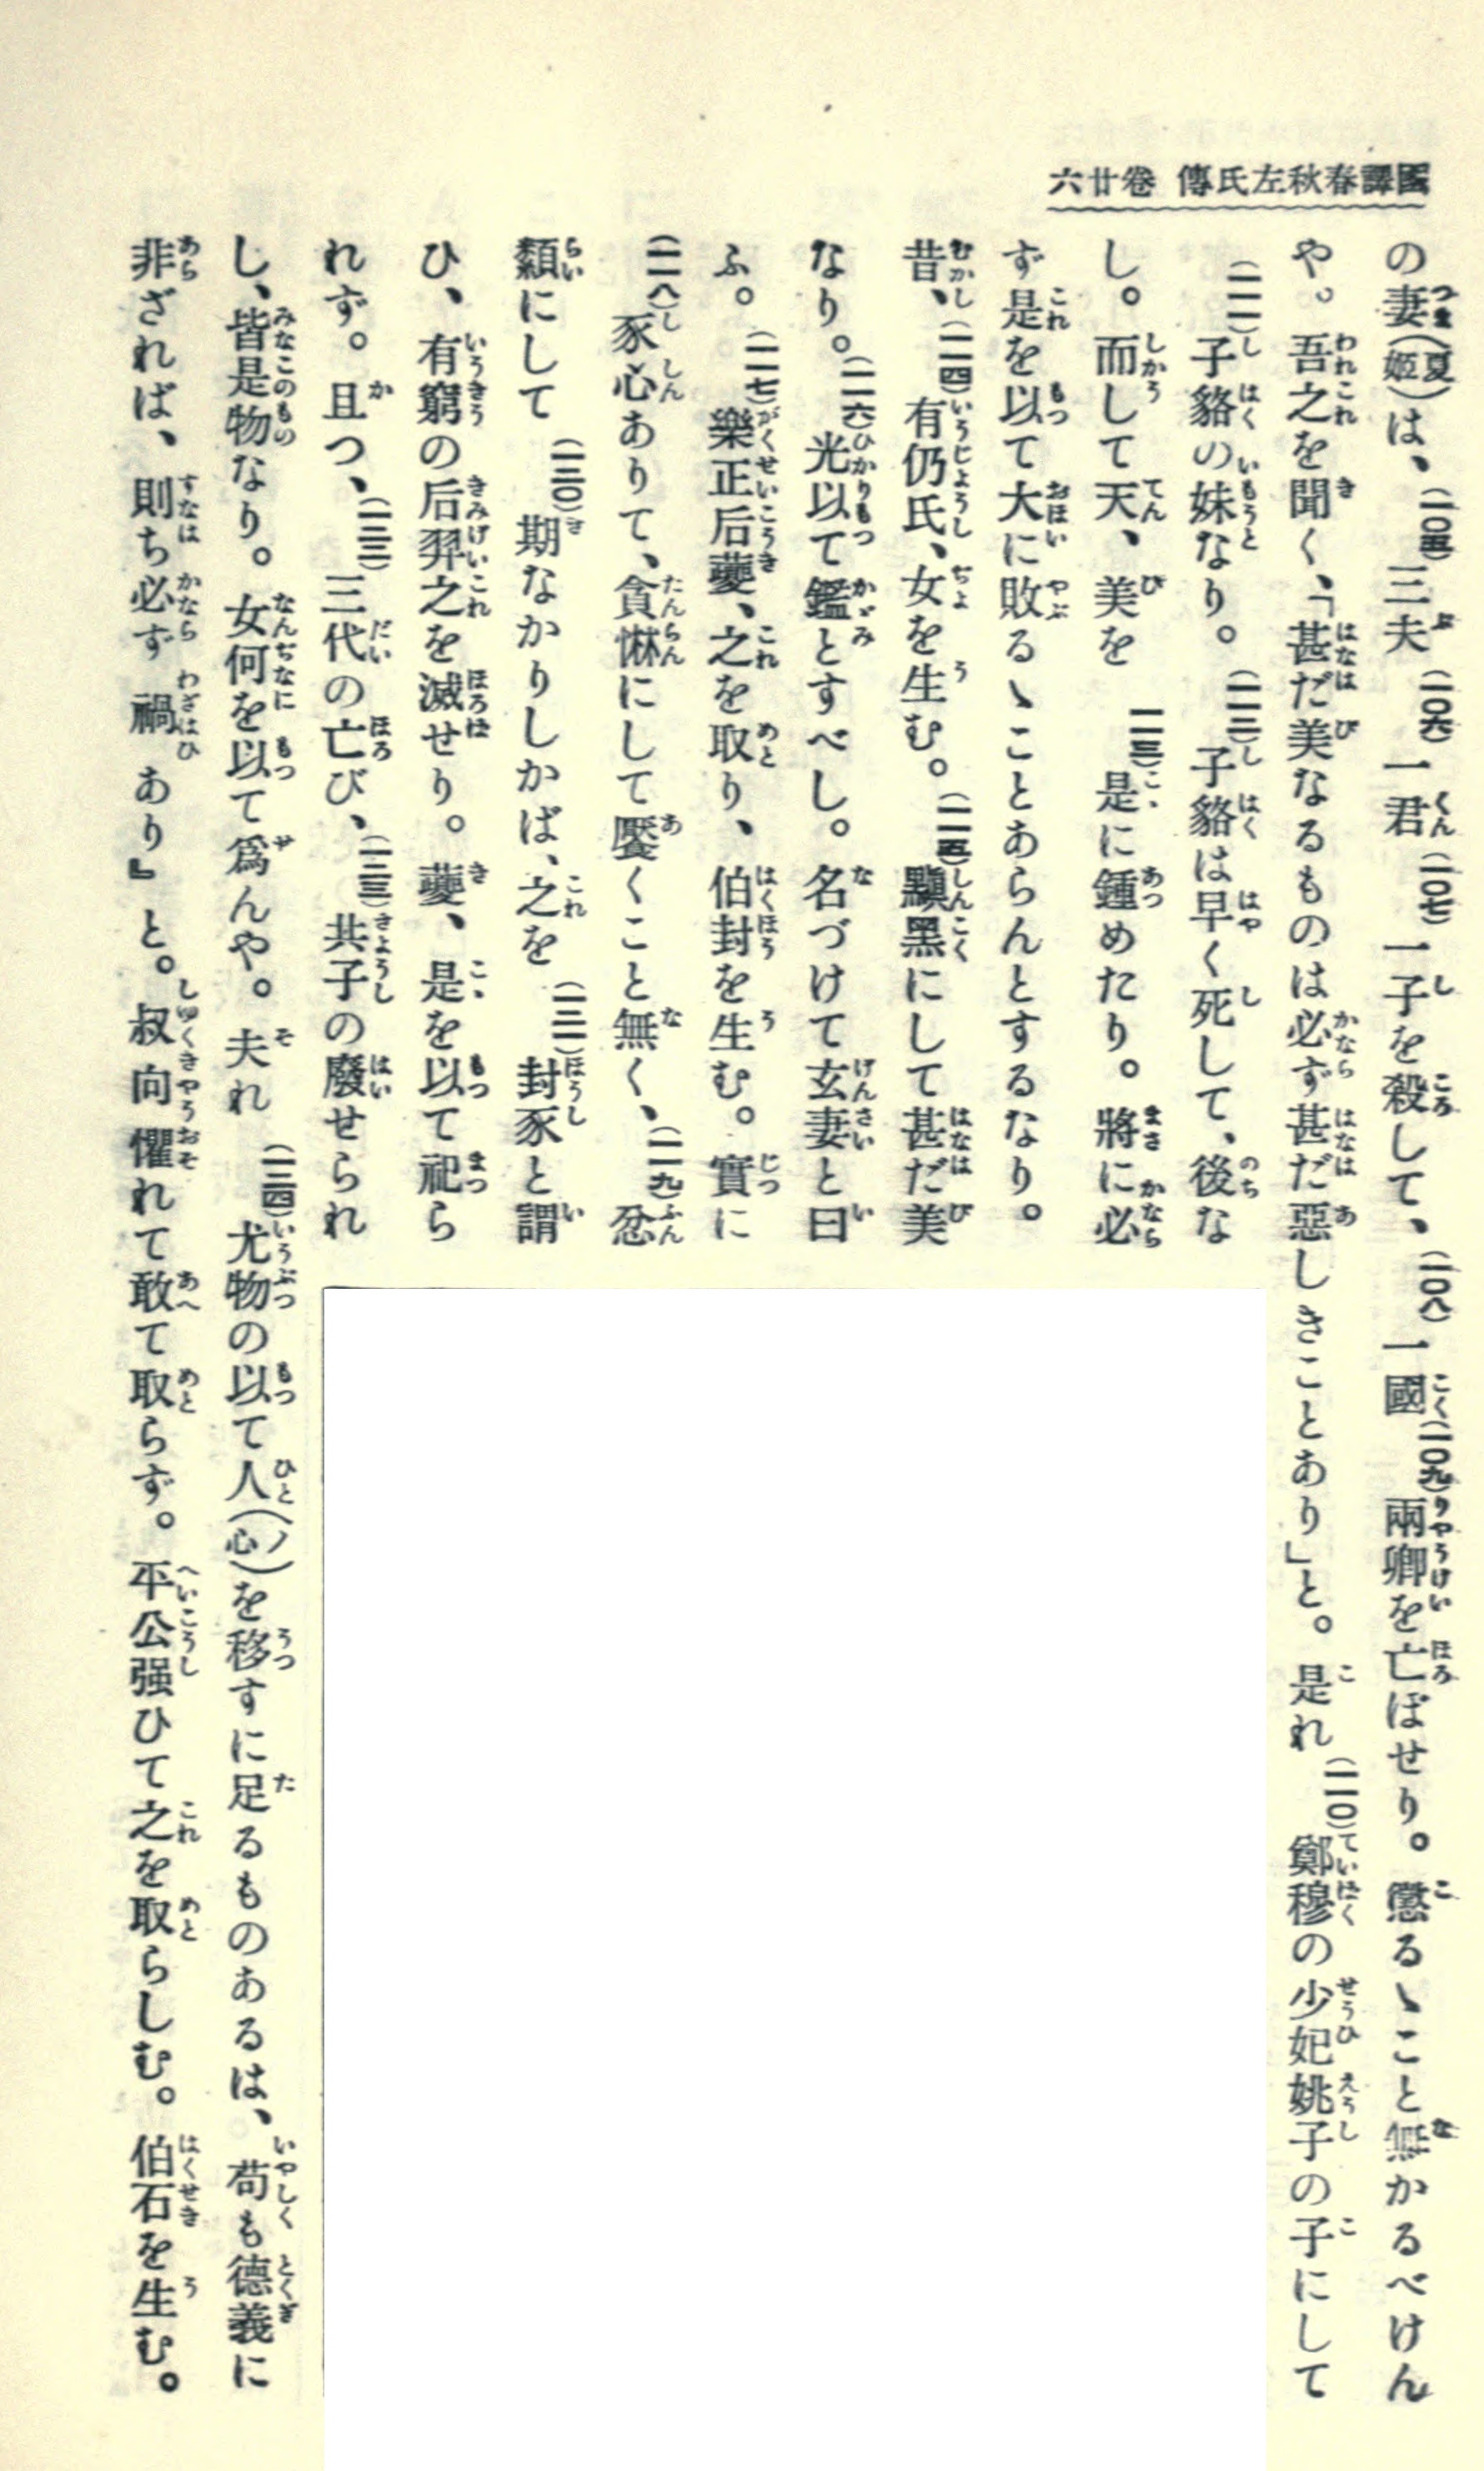 國譯春秋左氏傳 卷廿六
の妻(夏姬)は、(一〇五)三夫(一〇六)一君(一〇七)一子を殺して、(一〇八)一國(一〇九)兩卿を亡ぼせり。懲るゝこと無かるべけん
や。吾之を聞く、「甚だ美なるものは必ず甚だ惡しきことあり」と。是れ(一一〇)鄭穆の少妃姚子の子にして
(一一一)子貉の妹なり。(一一二)子貉は早く死して、後な
し。而して天、美を(一一三)是に鍾めたり。將に必
ず是を以て大に敗るゝことあらんとするなり。
昔、(一一四)有仍氏、女を生む。(一一五)黰黑にして甚だ美
なり。(一一六)光以て鑑とすべし。名づけて玄妻と曰
ふ。(一一七)樂正后夔、之を取り、伯封を生む。實に
(一一八)豕心ありて、貪惏にして饜くこと無く、(一一九)忿
纇にして(一二〇)期なかりしかば、之を(一二一)封豕と謂
ひ、有窮の后羿之を滅せり。夔、是を以て祀ら
れず。且つ、(一二二)三代の亡び、(一二三)共子の廢せられ
し、皆是物なり。女何を以て爲んや。夫れ(一二四)尤物の以て人(ノ心)を移すに足るものあるは、苟も德義に
非ざれば、則ち必ず禍あり』と。叔向懼れて敢て取らず。平公强ひて之を取らしむ。伯石を生む。